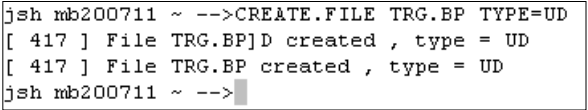 jsh mb200711 ~ -->CREATE.FILE TRG.BP TYPE=UD
[ 417 ] File TRG.BP]D created , type = UD
[ 417 ] File TRG.BP created , type = UD
jsh mb200711 ~ -->